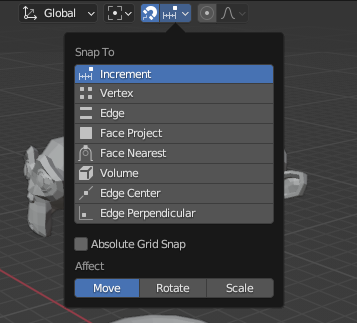 Global
Snap To
Increment
Vertex
Edge
Face Project
Face Nearest
Volume
Edge Center
Edge Perpendicular
Absolute Grid Snap
Affect
Move Rotate Scale